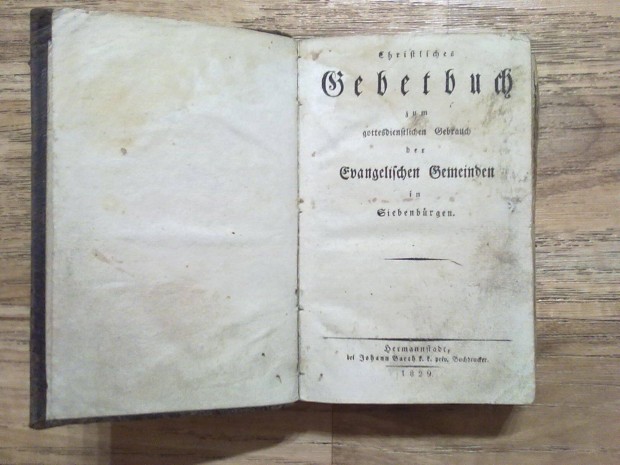 Christliches
Gebetbuch
zum
gottesdienstlichen Gebrauch
der
Evangelischen Gemeinden
in
Siebenbürgen.
Hermannstadt,
bei Johann Barth k. k. priv. Buchdrucker.
1829